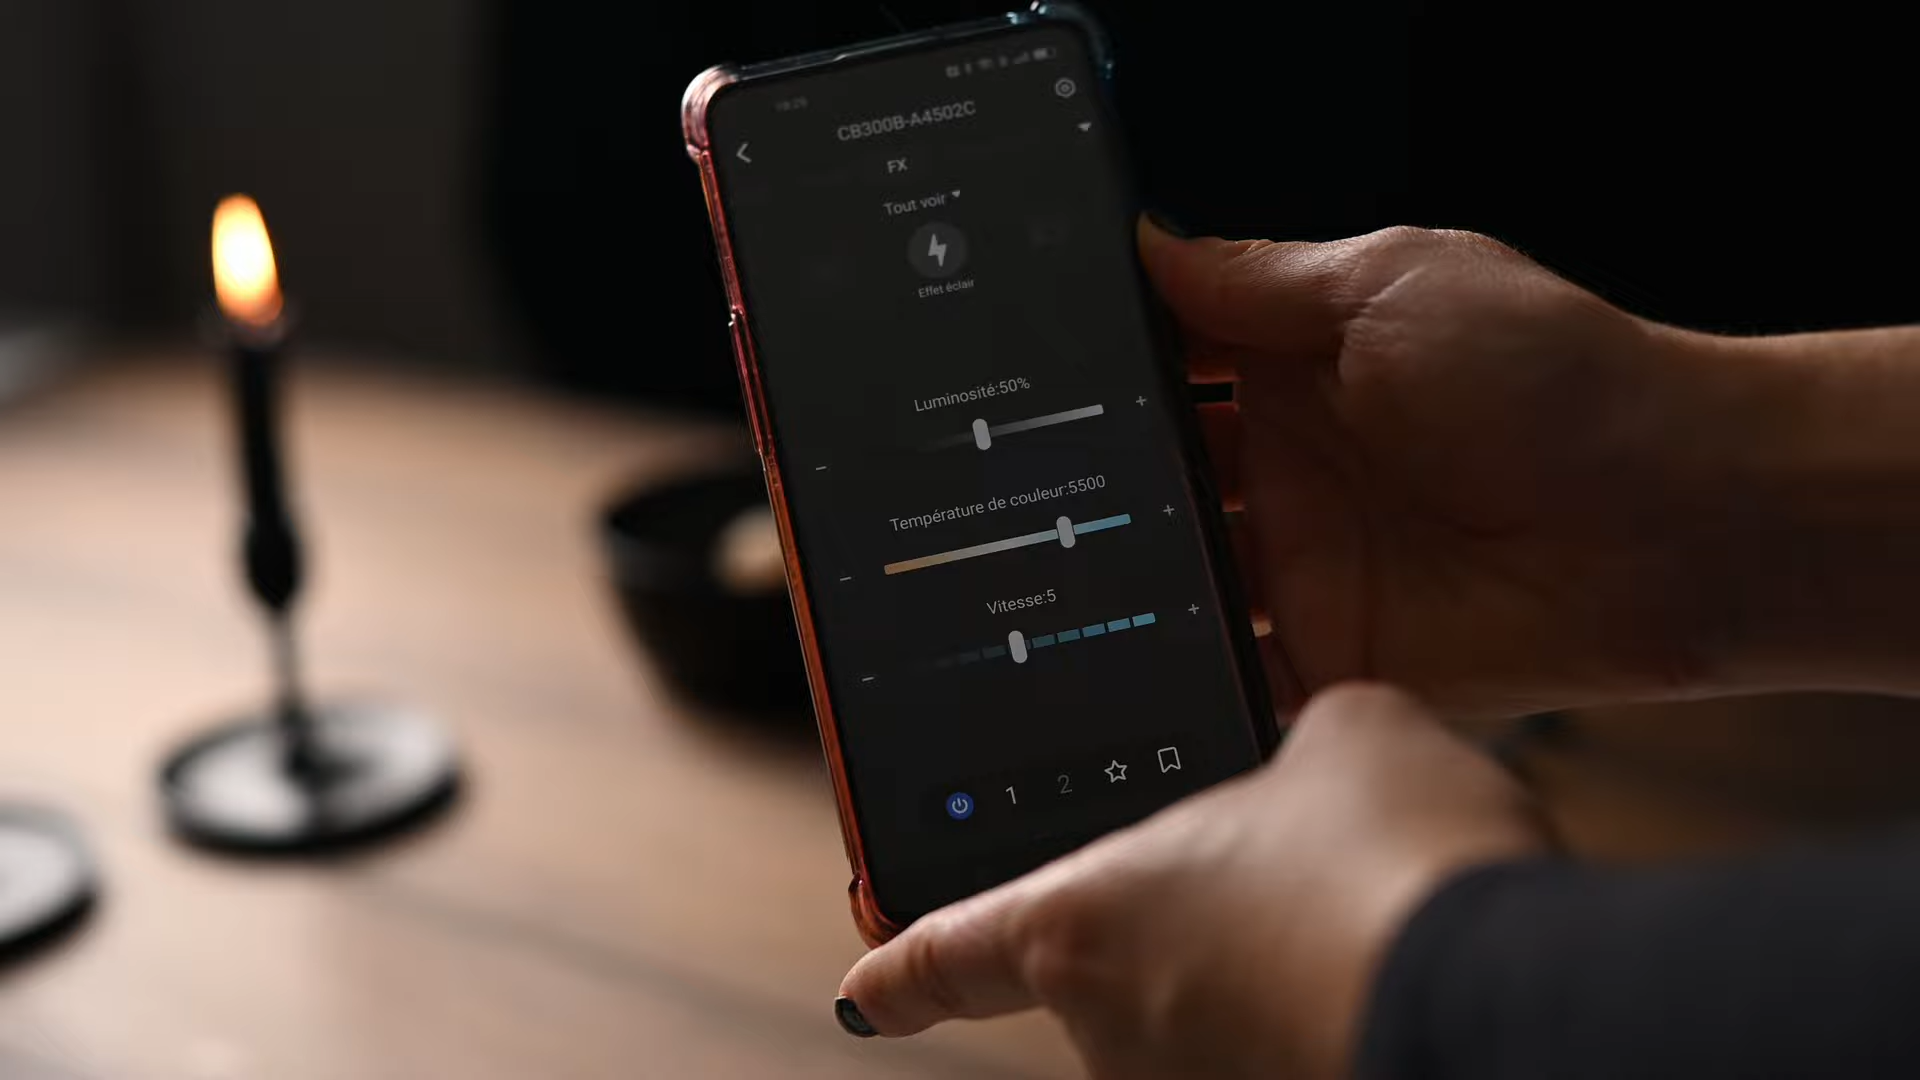 CB300B-A4502C
FX
Tout voir
Effet éclair
Luminosité:50%
Température de couleur:5500
Vitesse:5
1
2